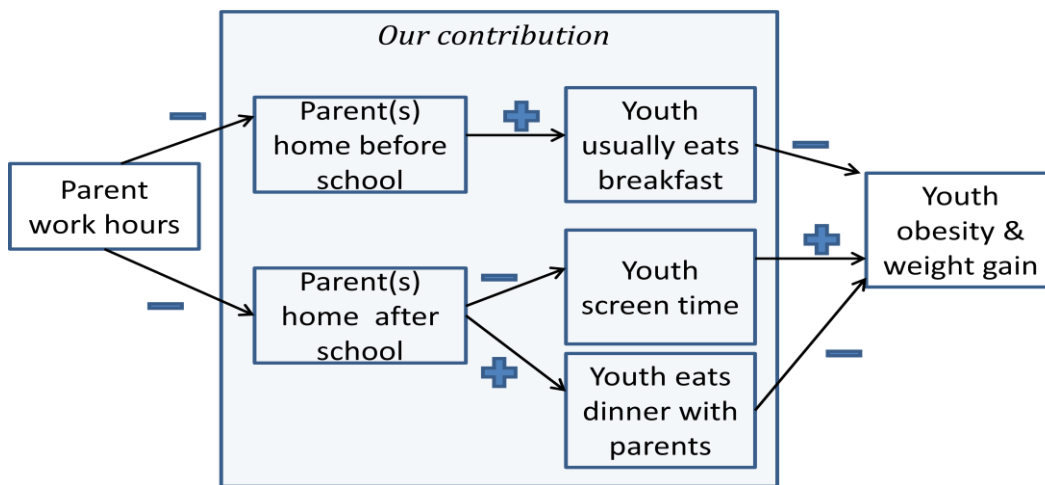 Our contribution
Parent(s)
home before
school
Youth
usually eats
breakfast
Parent
work hours
Youth
obesity &
weight gain
Parent(s)
home after
school
Youth
screen time
Youth eats
dinner with
parents